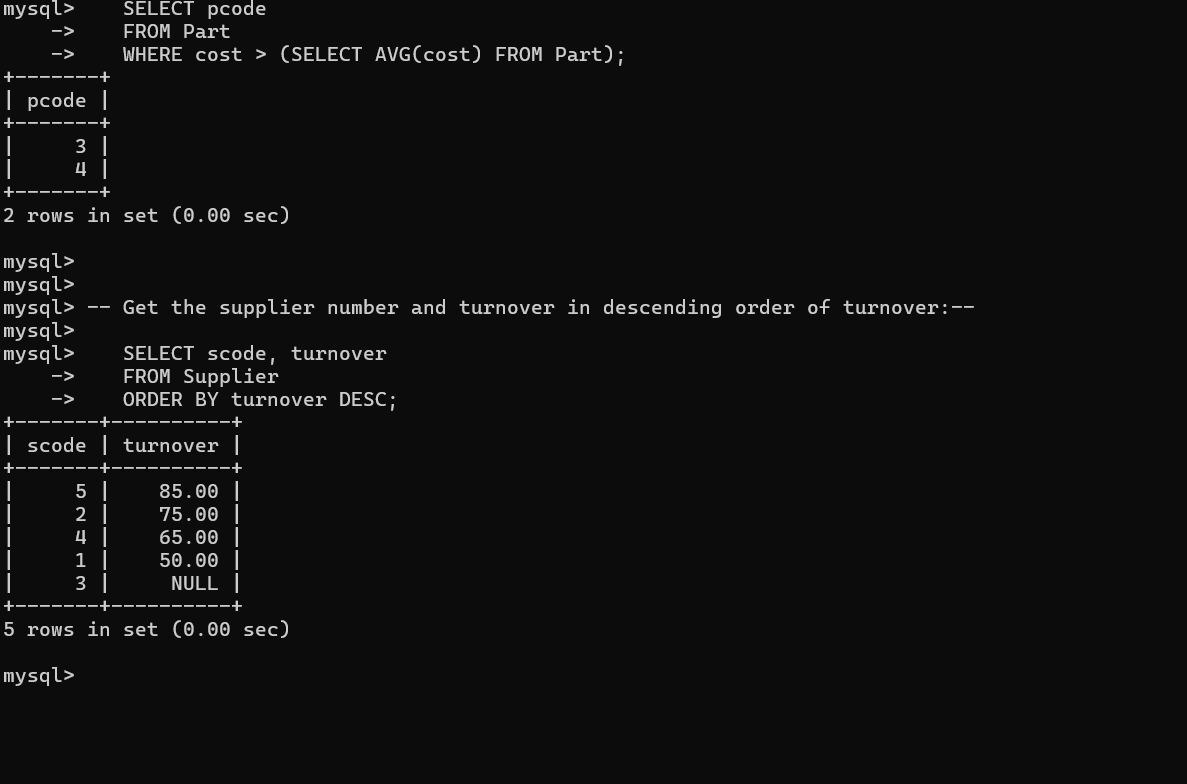 mysql>    SELECT pcode
    ->    FROM Part
    ->    WHERE cost > (SELECT AVG(cost) FROM Part);
+-------+
| pcode |
+-------+
|     3 |
|     4 |
+-------+
2 rows in set (0.00 sec)

mysql>
mysql>
mysql> -- Get the supplier number and turnover in descending order of turnover:--
mysql>
mysql>    SELECT scode, turnover
    ->    FROM Supplier
    ->    ORDER BY turnover DESC;
+-------+----------+
| scode | turnover |
+-------+----------+
|     5 |    85.00 |
|     2 |    75.00 |
|     4 |    65.00 |
|     1 |    50.00 |
|     3 |     NULL |
+-------+----------+
5 rows in set (0.00 sec)

mysql>